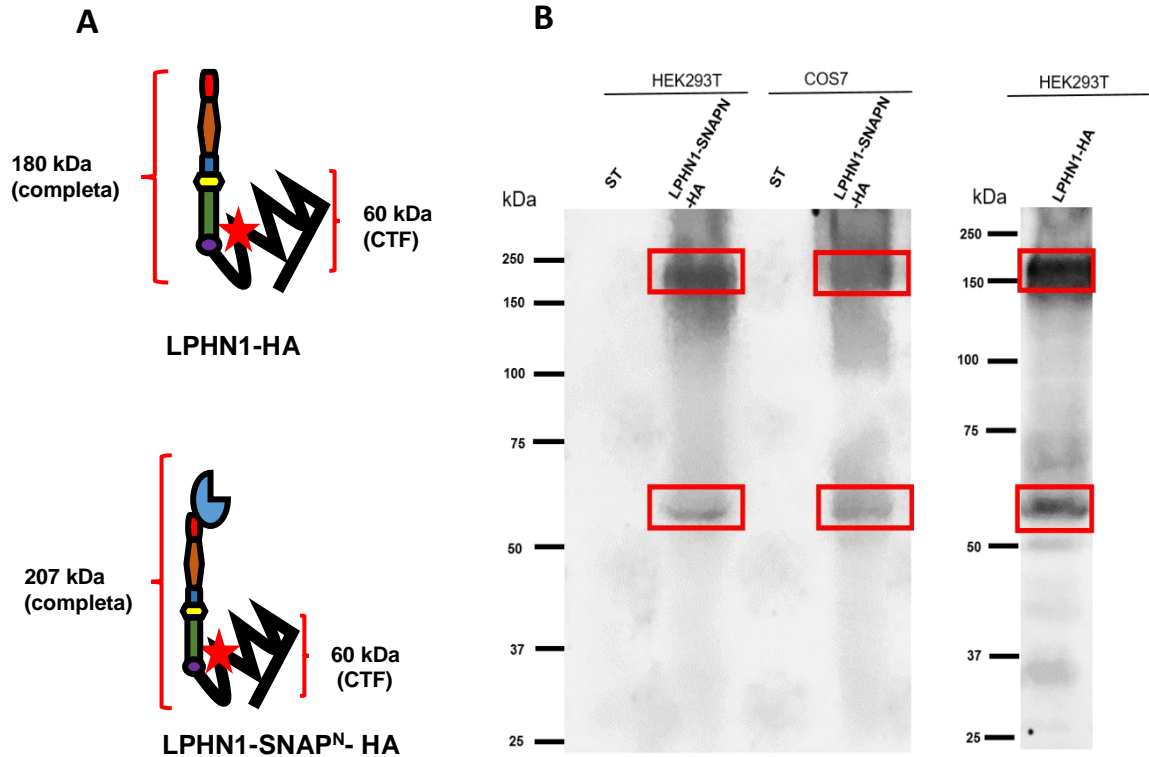 A
180 kDa
(completa)
60 kDa
(CTF)
LPHN1-HA
207 kDa
(completa)
60 kDa
(CTF)
LPHN1-SNAPᴺ- HA
B
HEK293T
COS7
ST
LPHN1-SNAPN
-HA
ST
LPHN1-SNAPN
-HA
kDa
250
150
100
75
50
37
25
HEK293T
LPHN1-HA
kDa
250
150
100
75
50
37
25